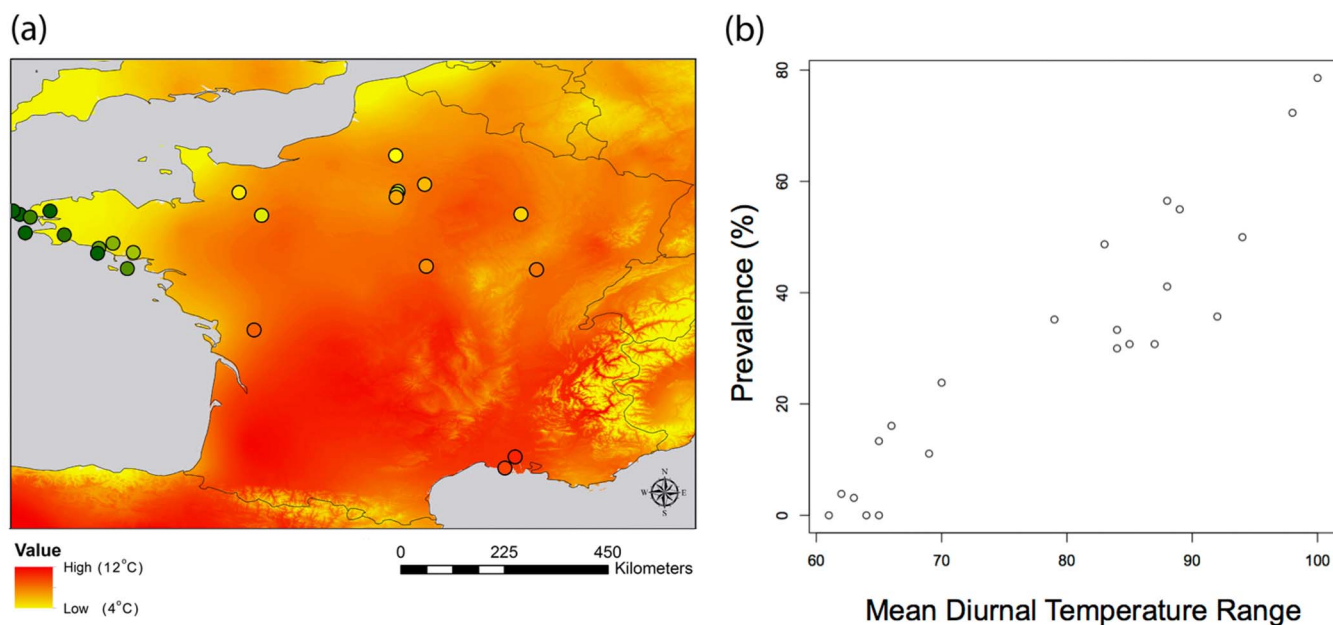 (a)
N
W E
S
Value
High (12°C)
Low (4°C)
0 225 450
Kilometers
(b)
80
60
40
20
0
Prevalence (%)
60 70 80 90 100
Mean Diurnal Temperature Range